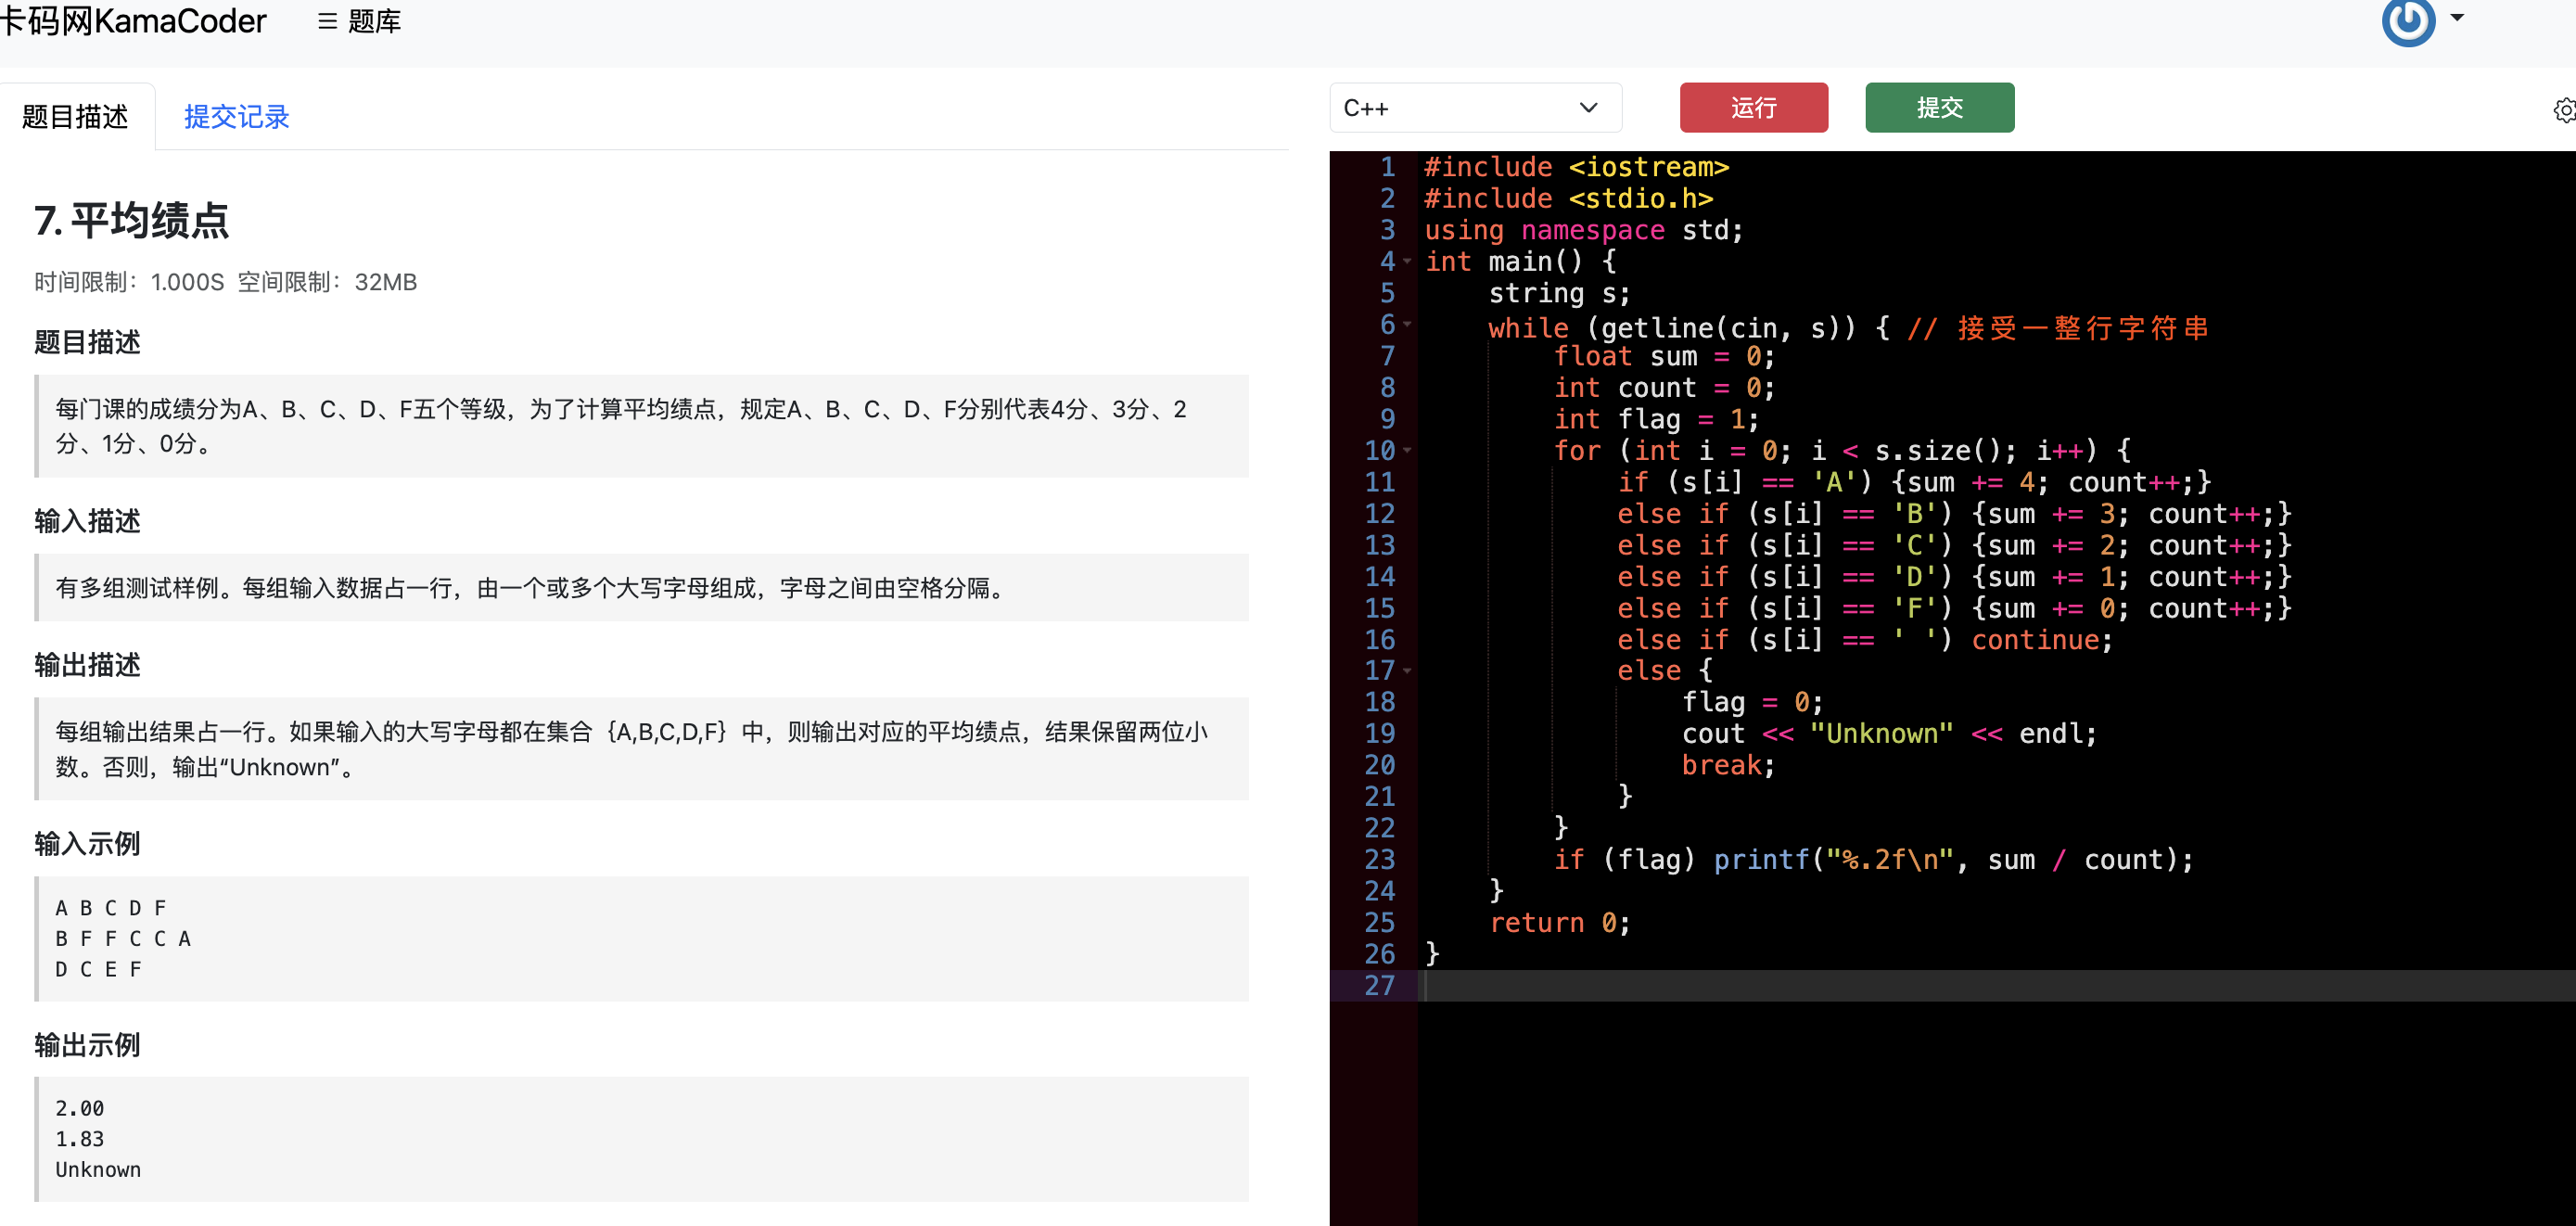 卡码网KamaCoder
题库
题目描述
提交记录
7. 平均绩点
时间限制：1.000S 空间限制：32MB
题目描述
每门课的成绩分为A、B、C、D、F五个等级，为了计算平均绩点，规定A、B、C、D、F分别代表4分、3分、2
分、1分、0分。
输入描述
有多组测试样例。每组输入数据占一行，由一个或多个大写字母组成，字母之间由空格分隔。
输出描述
每组输出结果占一行。如果输入的大写字母都在集合｛A,B,C,D,F｝中，则输出对应的平均绩点，结果保留两位小
数。否则，输出“Unknown”。
输入示例
A B C D F
B F F C C A
D C E F
输出示例
2.00
1.83
Unknown
C++
运行
提交
1 #include <iostream>
2 #include <stdio.h>
3 using namespace std;
4 int main() {
5     string s;
6     while (getline(cin, s)) { // 接受一整行字符串
7         float sum = 0;
8         int count = 0;
9         int flag = 1;
10         for (int i = 0; i < s.size(); i++) {
11             if (s[i] == 'A') {sum += 4; count++;}
12             else if (s[i] == 'B') {sum += 3; count++;}
13             else if (s[i] == 'C') {sum += 2; count++;}
14             else if (s[i] == 'D') {sum += 1; count++;}
15             else if (s[i] == 'F') {sum += 0; count++;}
16             else if (s[i] == ' ') continue;
17             else {
18                 flag = 0;
19                 cout << "Unknown" << endl;
20                 break;
21             }
22         }
23         if (flag) printf("%.2f\n", sum / count);
24     }
25     return 0;
26 }
27